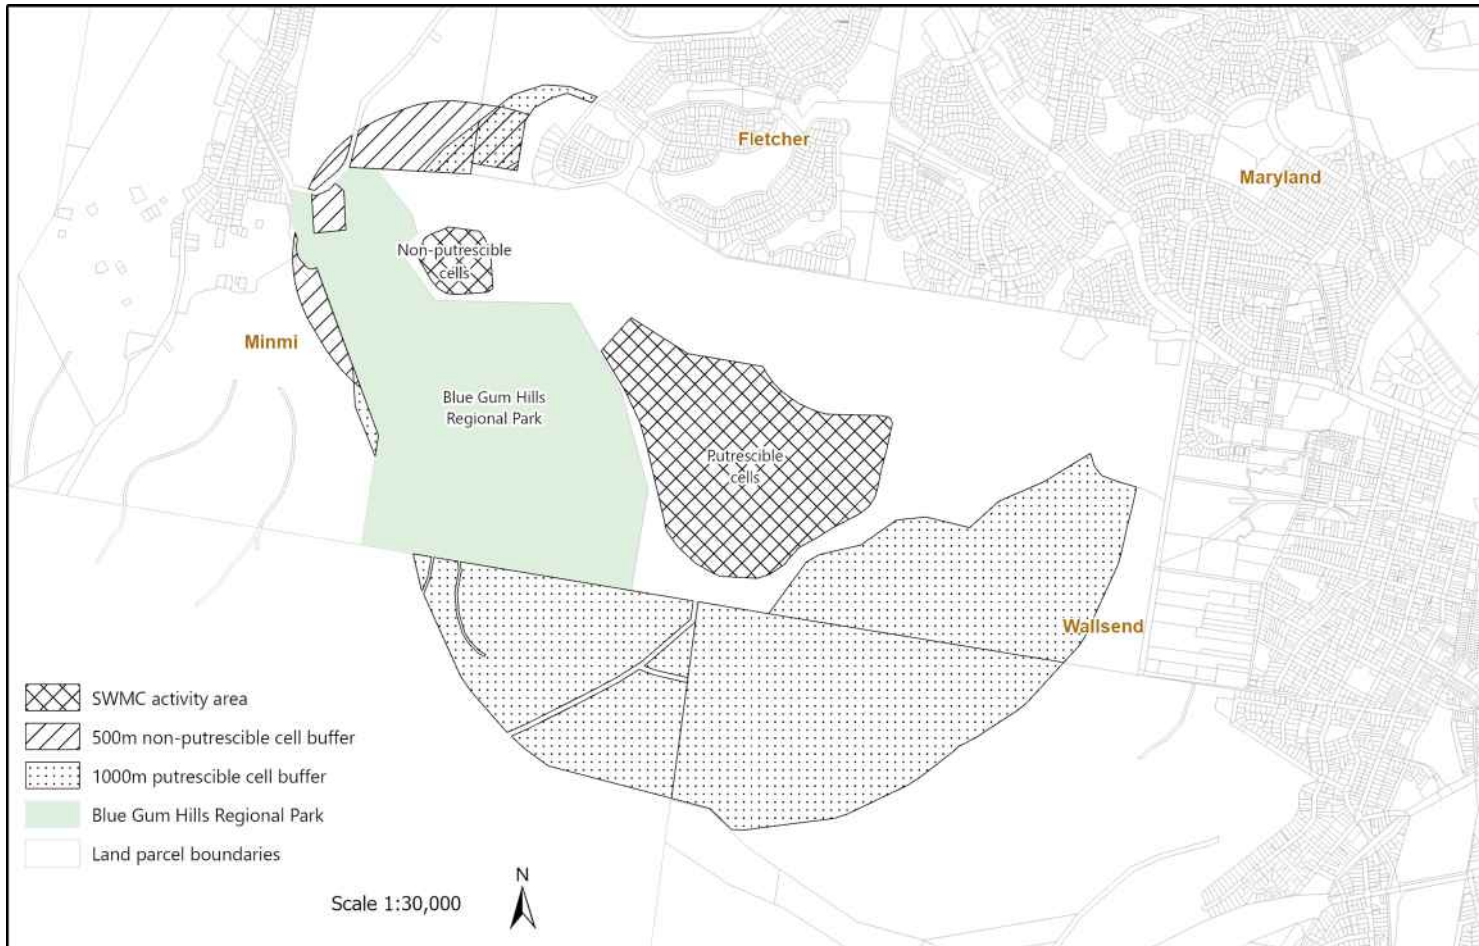 Fletcher
Maryland
Non-putrescible
cells
Minmi
Blue Gum Hills
Regional Park
Putrescible
cells
Wallsend
SWMC activity area
500m non-putrescible cell buffer
1000m putrescible cell buffer
Blue Gum Hills Regional Park
Land parcel boundaries
N
Scale 1:30,000